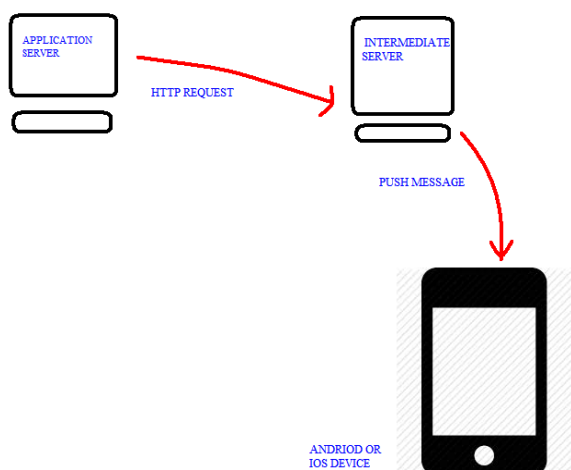 APPLICATION
SERVER
INTERMEDIATE
SERVER
HTTP REQUEST
PUSH MESSAGE
ANDRIOD OR
IOS DEVICE